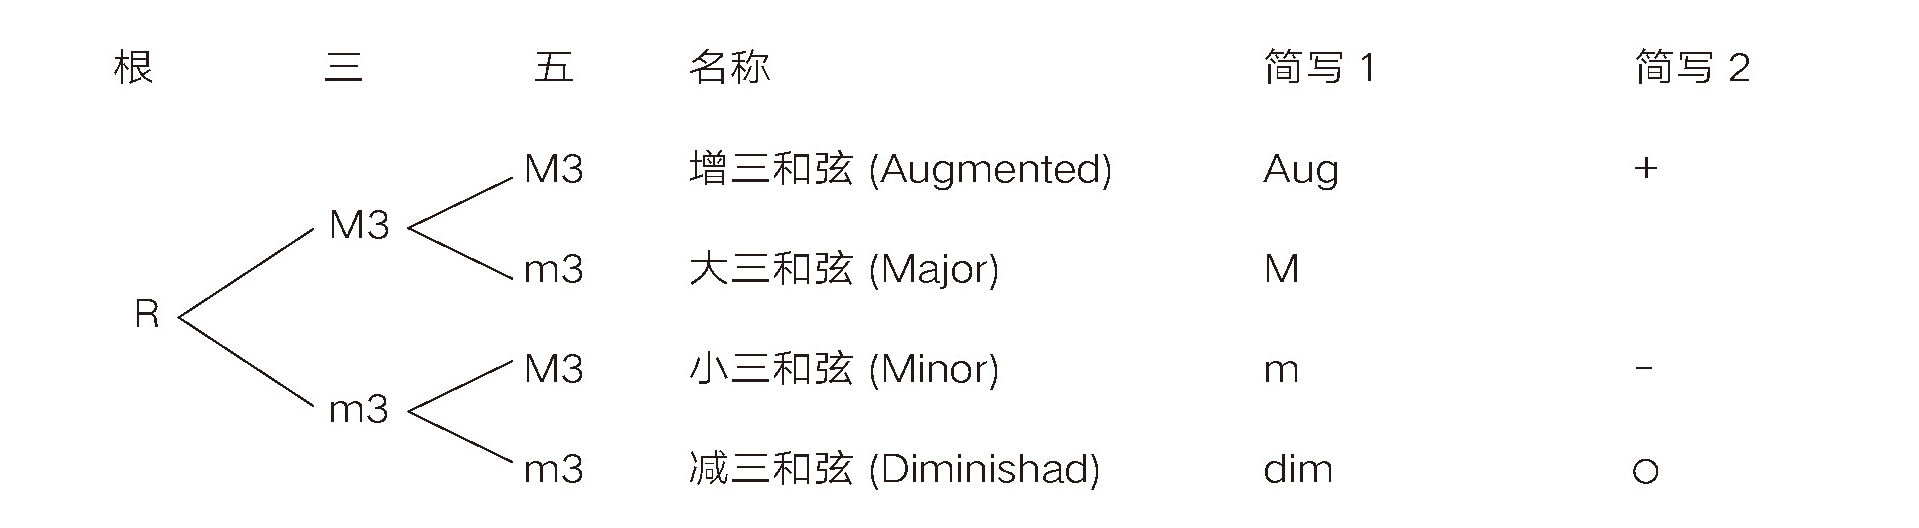 根 三 五 名称 简写 1 简写 2
M3 增三和弦 (Augmented) Aug +
M3
m3 大三和弦 (Major) M
R
M3 小三和弦 (Minor) m −
m3
m3 减三和弦 (Diminishad) dim ○